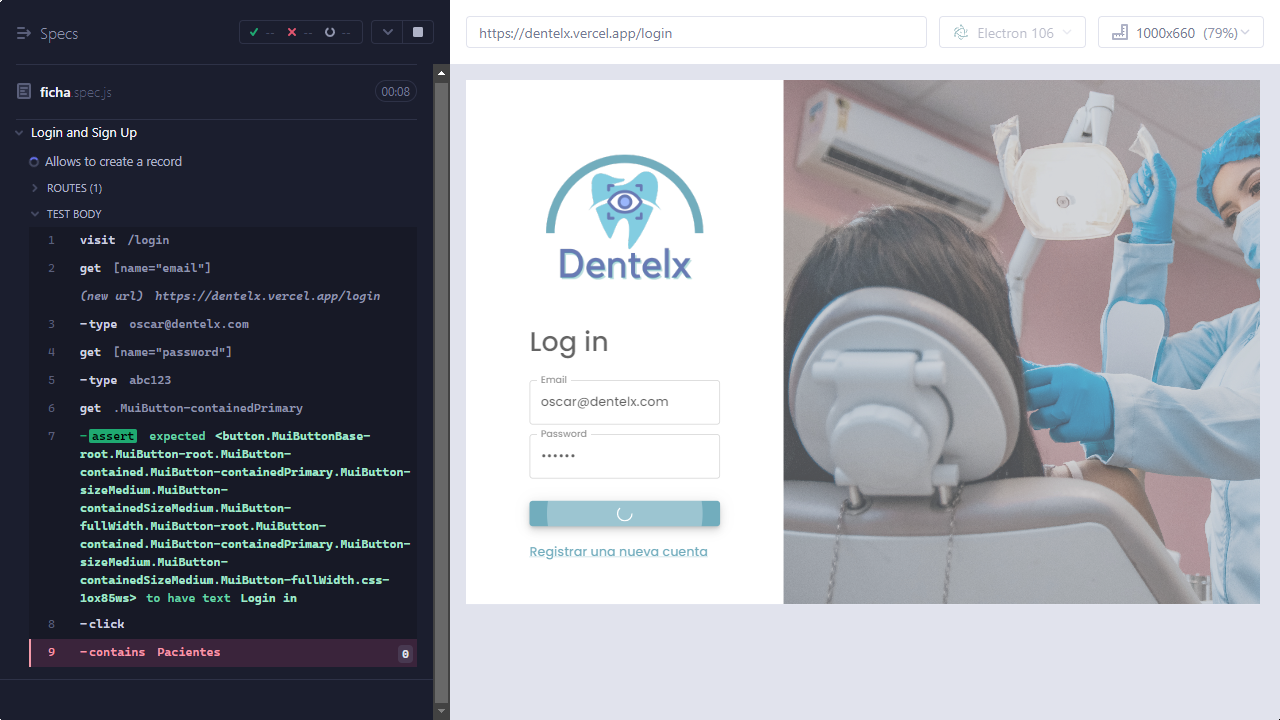 Specs
--
--
--
https://dentelx.vercel.app/login
Electron 106
1000x660 (79%)
ficha.spec.js
00:08
Login and Sign Up
Allows to create a record
ROUTES (1)
TEST BODY
1 visit /login
2 get [name="email"]
(new url) https://dentelx.vercel.app/login
3 -type oscar@dentelx.com
4 get [name="password"]
5 -type abc123
6 get .MuiButton-containedPrimary
7 -assert expected <button.MuiButtonBase-
root.MuiButton-root.MuiButton-
contained.MuiButton-containedPrimary.MuiButton-
sizeMedium.MuiButton-
containedSizeMedium.MuiButton-
fullWidth.MuiButton-root.MuiButton-
contained.MuiButton-containedPrimary.MuiButton-
sizeMedium.MuiButton-
containedSizeMedium.MuiButton-fullWidth.css-
1ox85ws> to have text Login in
8 -click
9 -contains Pacientes 0
Dentelx
Log in
Email
oscar@dentelx.com
Password
••••••
Registrar una nueva cuenta